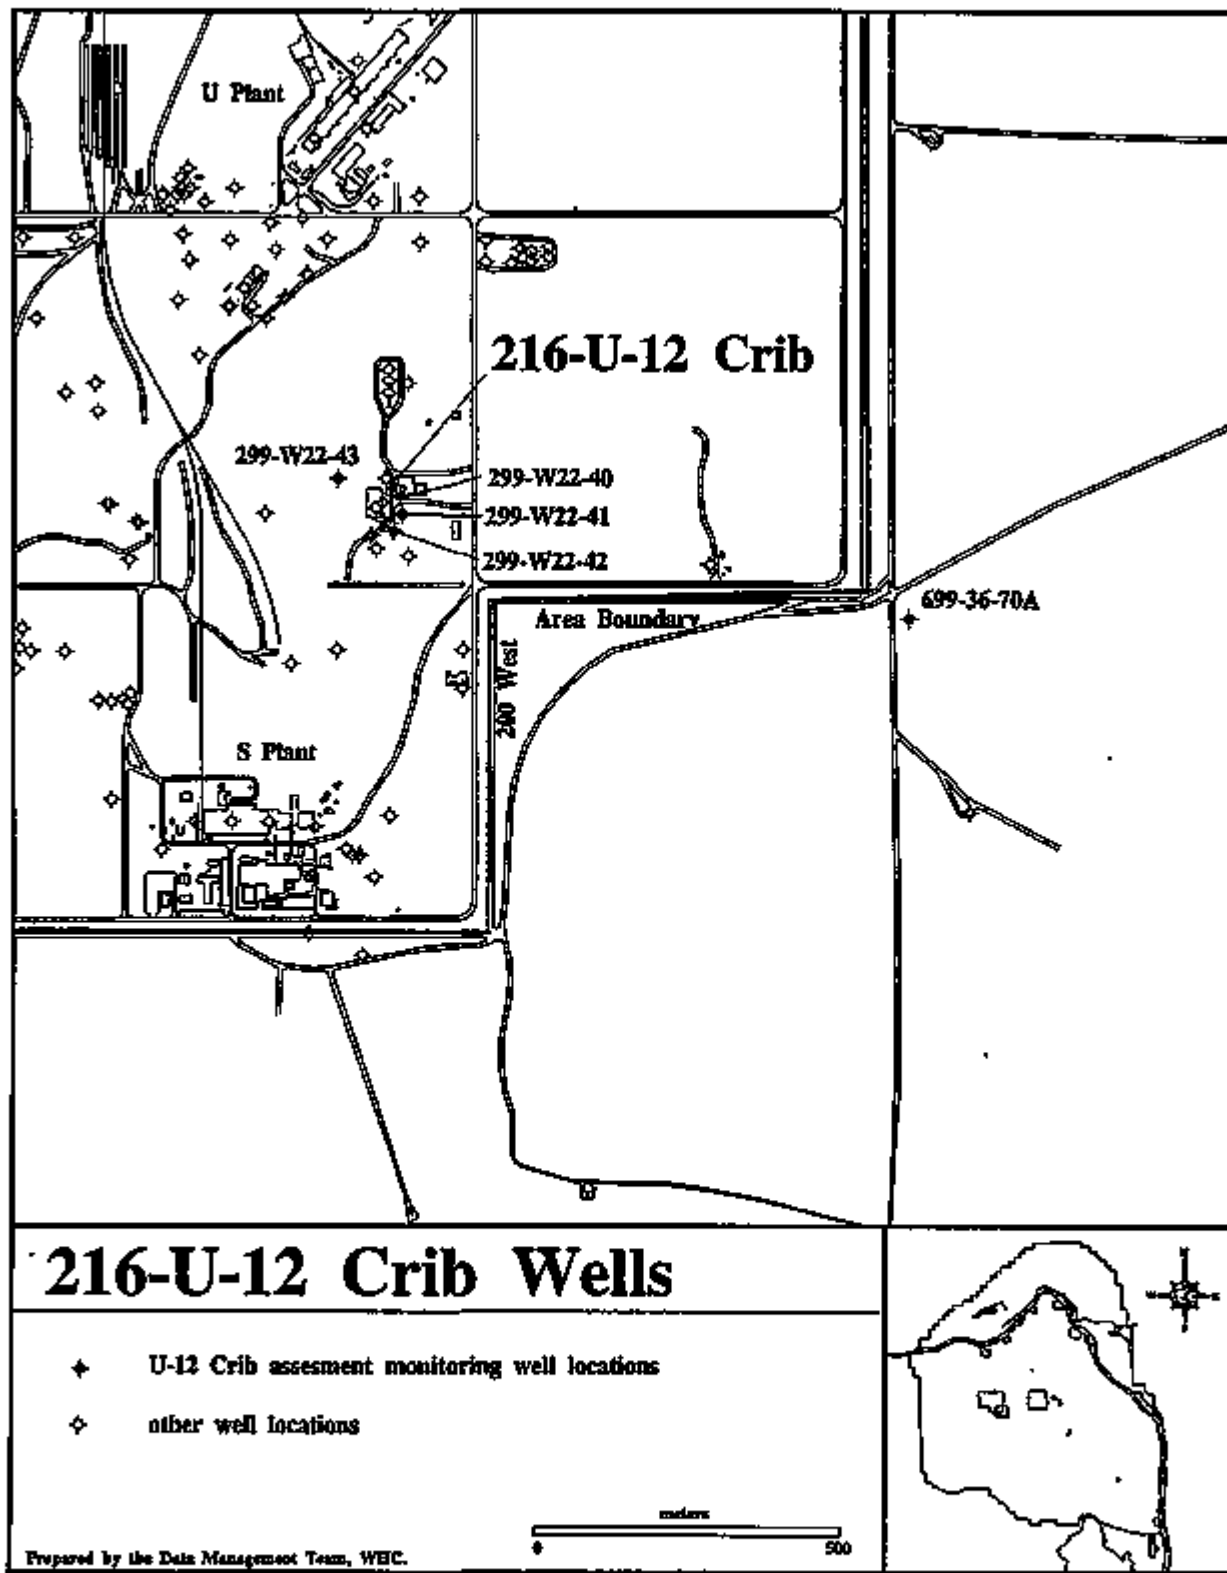 U Plant
216-U-12 Crib
299-W22-43
299-W22-40
299-W22-41
299-W22-42
699-36-70A
Area Boundary
200 West
S Plant
216-U-12 Crib Wells
U-12 Crib assesment monitoring well locations
other well locations
meters
0 500
Prepared by the Data Management Team, WHC.